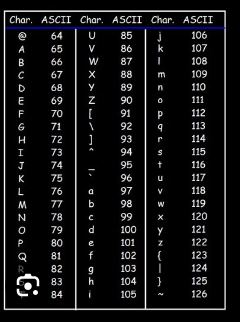 Char. ASCII Char. ASCII Char. ASCII
@ 64 U 85 j 106
A 65 V 86 k 107
B 66 W 87 l 108
C 67 X 88 m 109
D 68 Y 89 n 110
E 69 Z 90 o 111
F 70 [ 91 p 112
G 71 \ 92 q 113
H 72 ] 93 r 114
I 73 ^ 94 s 115
J 74 _ 95 t 116
K 75 ` 96 u 117
L 76 a 97 v 118
M 77 b 98 w 119
N 78 c 99 x 120
O 79 d 100 y 121
P 80 e 101 z 122
Q 81 f 102 { 123
R 82 g 103 | 124
83 h 104 } 125
84 i 105 ~ 126